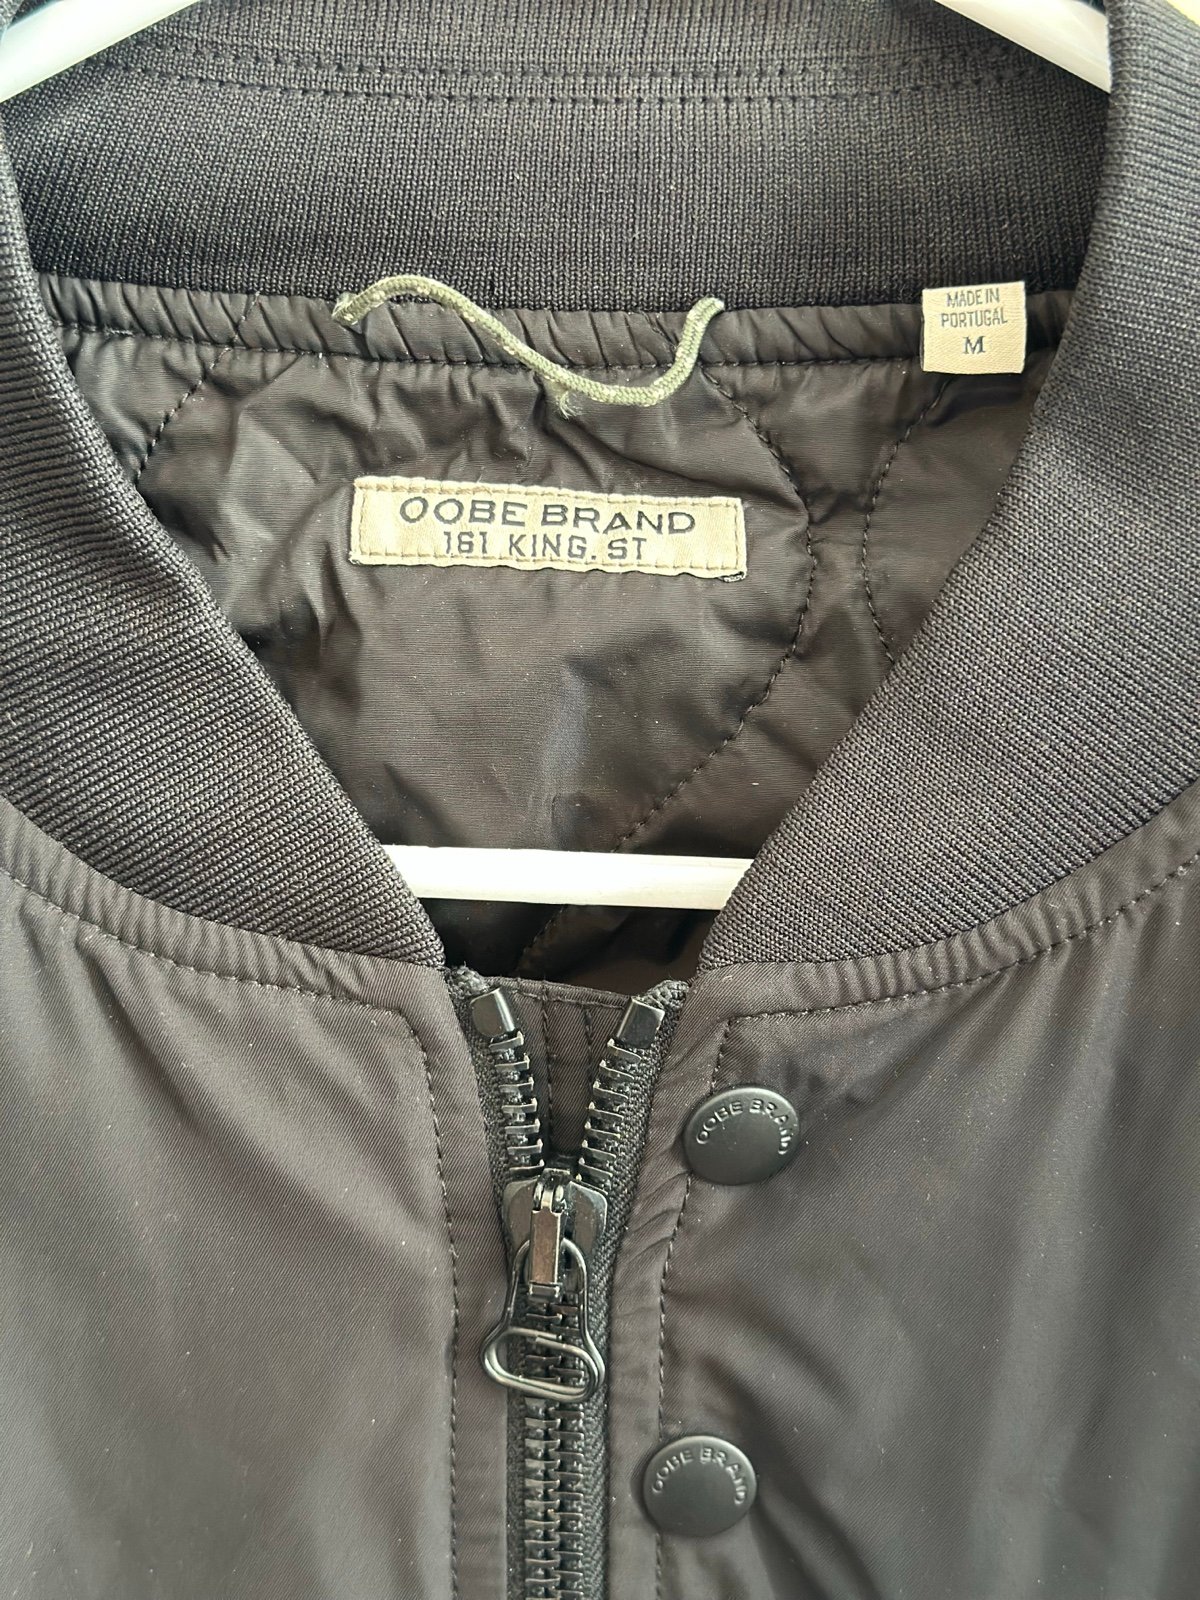 MADE IN
PORTUGAL
M
OOBE BRAND
161 KING. ST
OOBE BRAND
OOBE BRAND